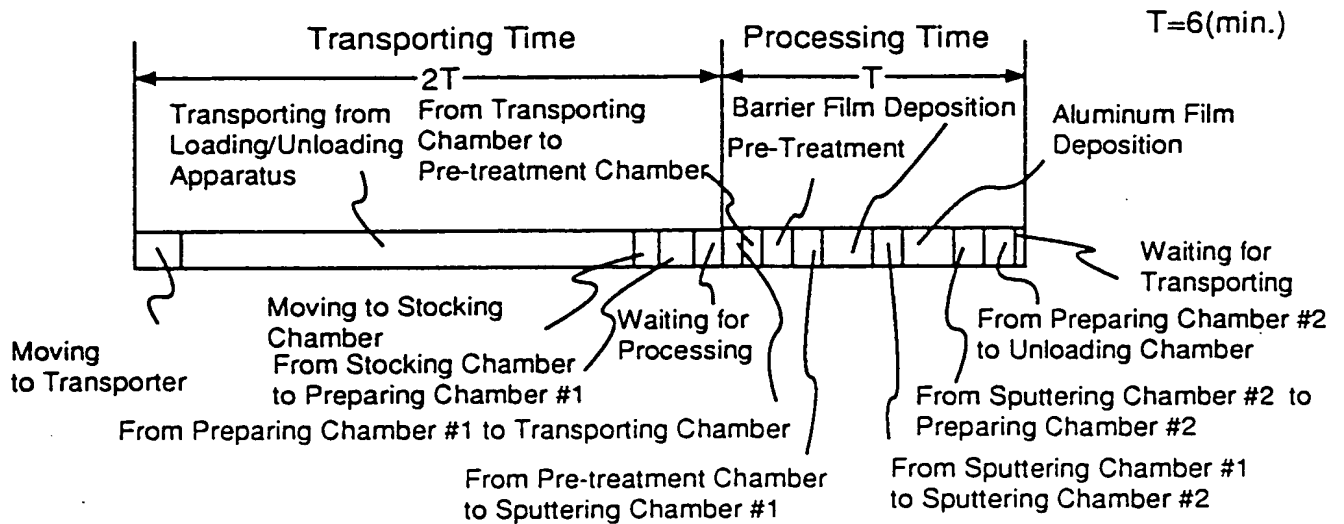 T=6(min.)
Transporting Time
Processing Time
2T
T
Transporting from
Loading/Unloading
Apparatus
From Transporting
Chamber to
Pre-treatment Chamber
Barrier Film Deposition
Pre-Treatment
Aluminum Film
Deposition
Moving
to Transporter
Moving to Stocking
Chamber
From Stocking Chamber
to Preparing Chamber #1
Waiting for
Processing
From Preparing Chamber #1 to Transporting Chamber
From Pre-treatment Chamber
to Sputtering Chamber #1
Waiting for
Transporting
From Preparing Chamber #2
to Unloading Chamber
From Sputtering Chamber #2 to
Preparing Chamber #2
From Sputtering Chamber #1
to Sputtering Chamber #2